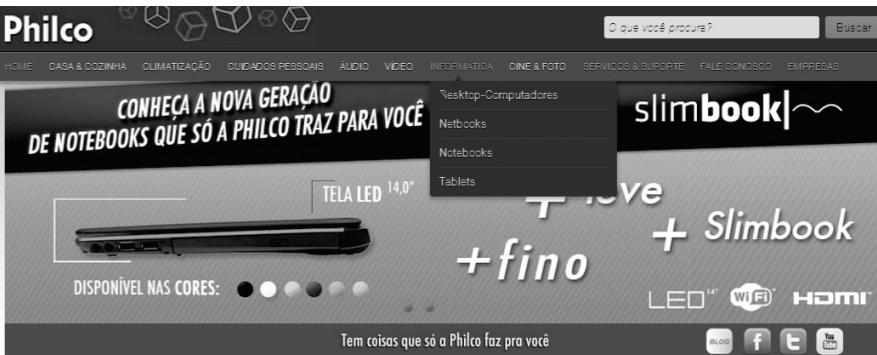 Philco
O que você procura?
Buscar
HOME CASA & COZINHA CLIMATIZAÇÃO CUIDADOS PESSOAIS ÁUDIO VÍDEO INFORMÁTICA CINE & FOTO SERVIÇOS & SUPORTE FALE CONOSCO EMPRESAS
Desktop-Computadores
Netbooks
Notebooks
Tablets
CONHEÇA A NOVA GERAÇÃO
DE NOTEBOOKS QUE SÓ A PHILCO TRAZ PARA VOCÊ
slimbook
TELA LED 14,0"
+
+ Slimbook
+ fino
DISPONÍVEL NAS CORES:
LED 14" WiFi HDMI
Tem coisas que só a Philco faz pra você
BLOG f t You Tube